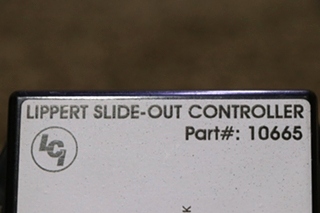 LIPPERT SLIDE-OUT CONTROLLER
Part#: 10665
LCI